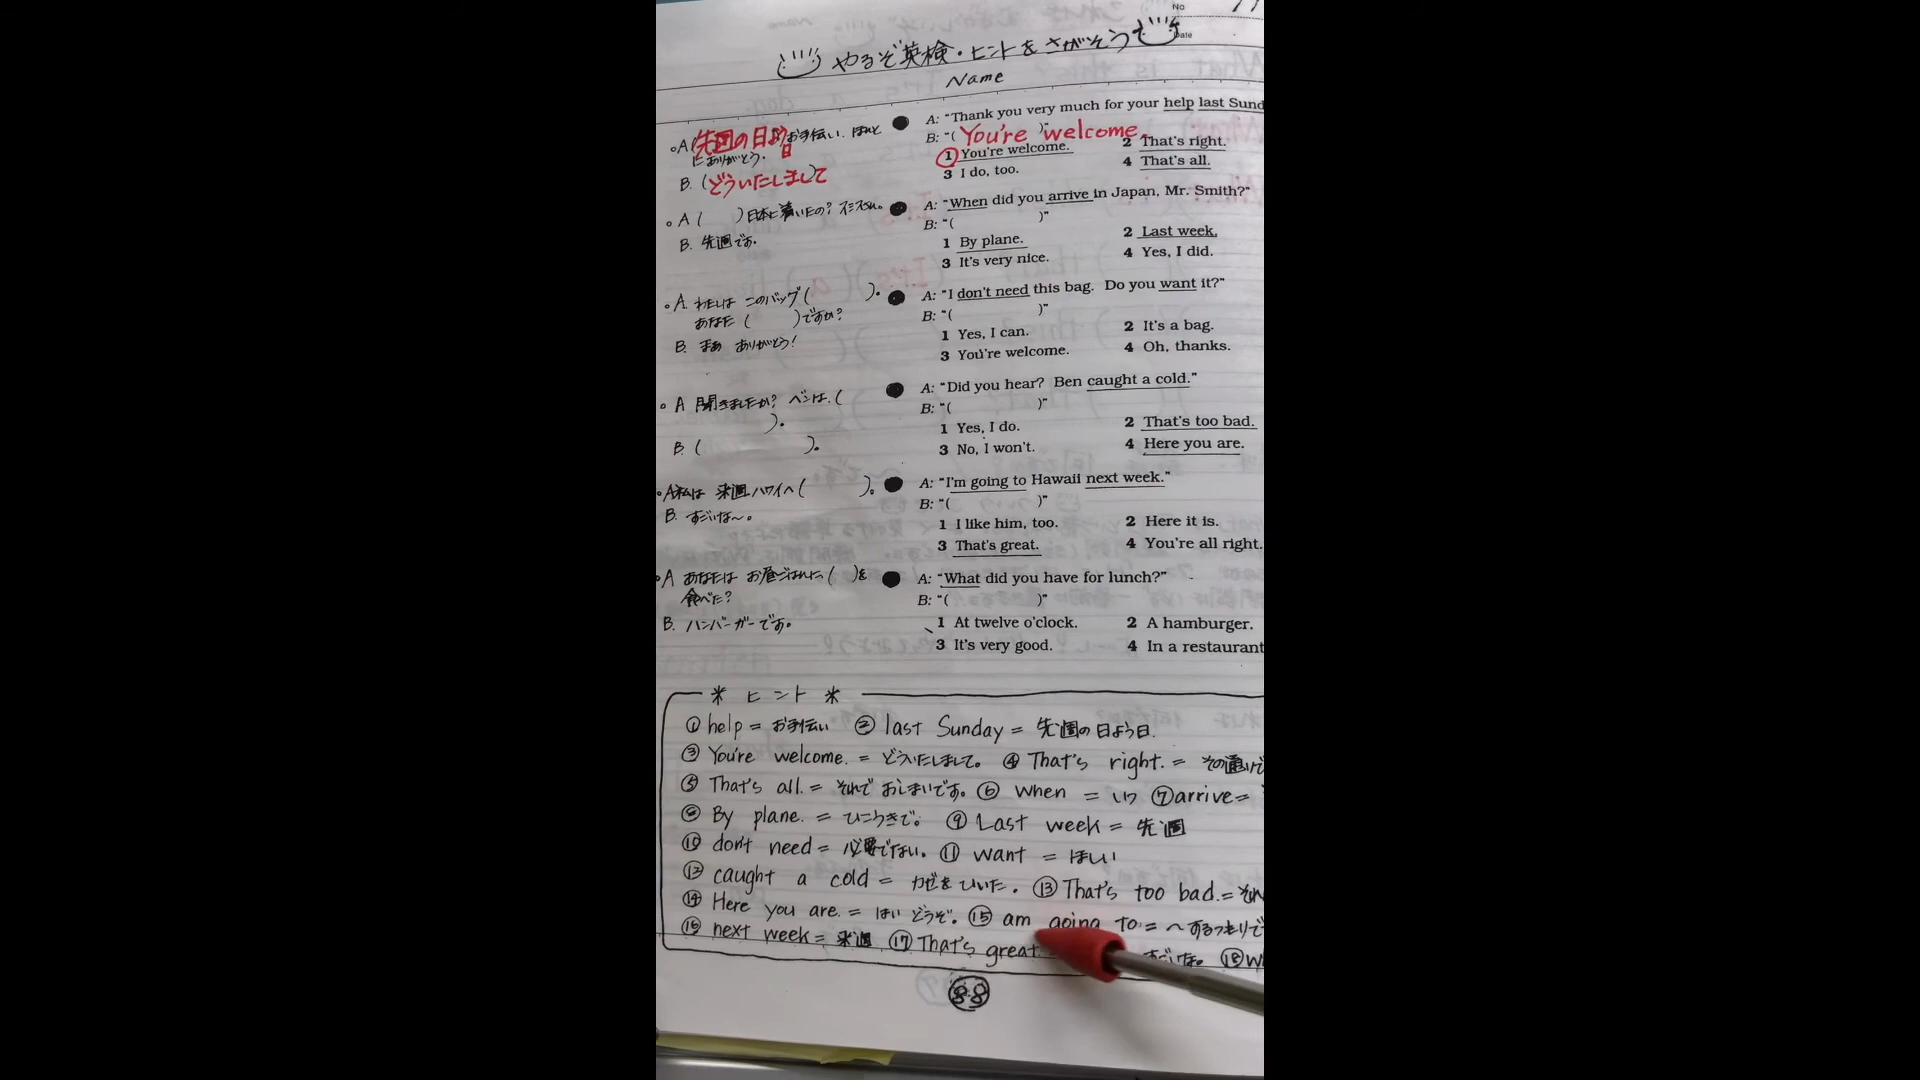 No
Date
やるぞ英検・ヒントをさがそう
Name
A (先週の日よう日)お手伝い、ほんと
にありがとう。
B. (どういたしまして
A: "Thank you very much for your help last Sund
B: "( You're welcome. )"
1 You're welcome.
2 That's right.
3 I do, too.
4 That's all.
A ( )日本に着いたの? スミスさん。
B. 先週です。
A: "When did you arrive in Japan, Mr. Smith?"
B: "( )"
1 By plane.
2 Last week.
3 It's very nice.
4 Yes, I did.
A. わたしは このバッグ( )。
あなた ( )ですか?
B. まあ ありがとう!
A: "I don't need this bag. Do you want it?"
B: "( )"
1 Yes, I can.
2 It's a bag.
3 You're welcome.
4 Oh, thanks.
A 聞きましたか? ベンは、(
)。
B. ( )。
A: "Did you hear? Ben caught a cold."
B: "( )"
1 Yes, I do.
2 That's too bad.
3 No, I won't.
4 Here you are.
A 私は 来週ハワイへ( )。
B. すごいな〜。
A: "I'm going to Hawaii next week."
B: "( )"
1 I like him, too.
2 Here it is.
3 That's great.
4 You're all right.
A あなたは お昼ごはんに( )を
食べた?
B. ハンバーガーです。
A: "What did you have for lunch?"
B: "( )"
1 At twelve o'clock.
2 A hamburger.
3 It's very good.
4 In a restaurant
* ヒント *
① help = お手伝い ② last Sunday = 先週の日よう日.
③ You're welcome. = どういたしまして。 ④ That's right. = その通りで
⑤ That's all. = それで おしまいです。 ⑥ when = いつ ⑦ arrive =
⑧ By plane. = ひこうきで。 ⑨ Last week = 先週
⑩ don't need = 必要でない。 ⑪ want = ほしい
⑫ caught a cold = カゼをひいた。 ⑬ That's too bad. = それ
⑭ Here you are. = はい どうぞ。 ⑮ am going to = 〜するつもりで
⑯ next week = 来週 ⑰ That's great すごいな。 ⑱ W
88